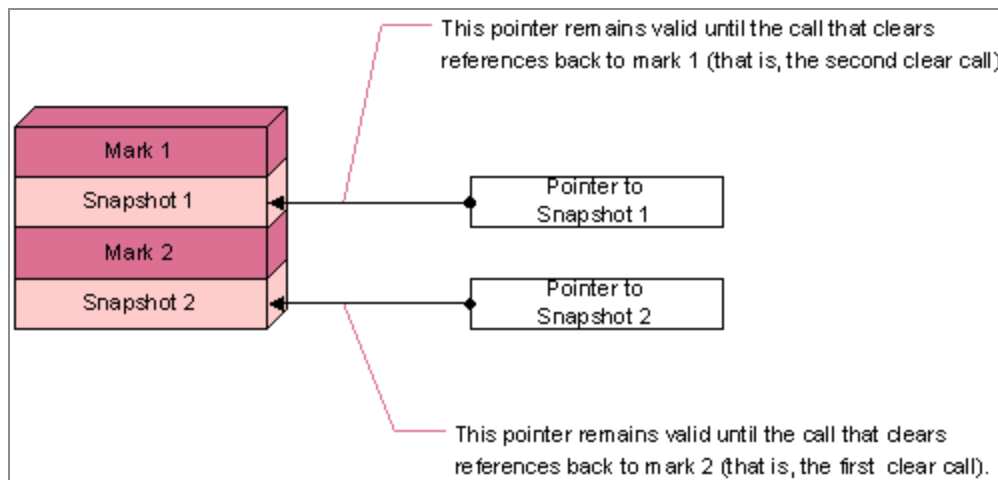 This pointer remains valid until the call that clears
references back to mark 1 (that is, the second clear call)
Mark 1
Snapshot 1
Pointer to
Snapshot 1
Mark 2
Snapshot 2
Pointer to
Snapshot 2
This pointer remains valid until the call that clears
references back to mark 2 (that is, the first clear call).